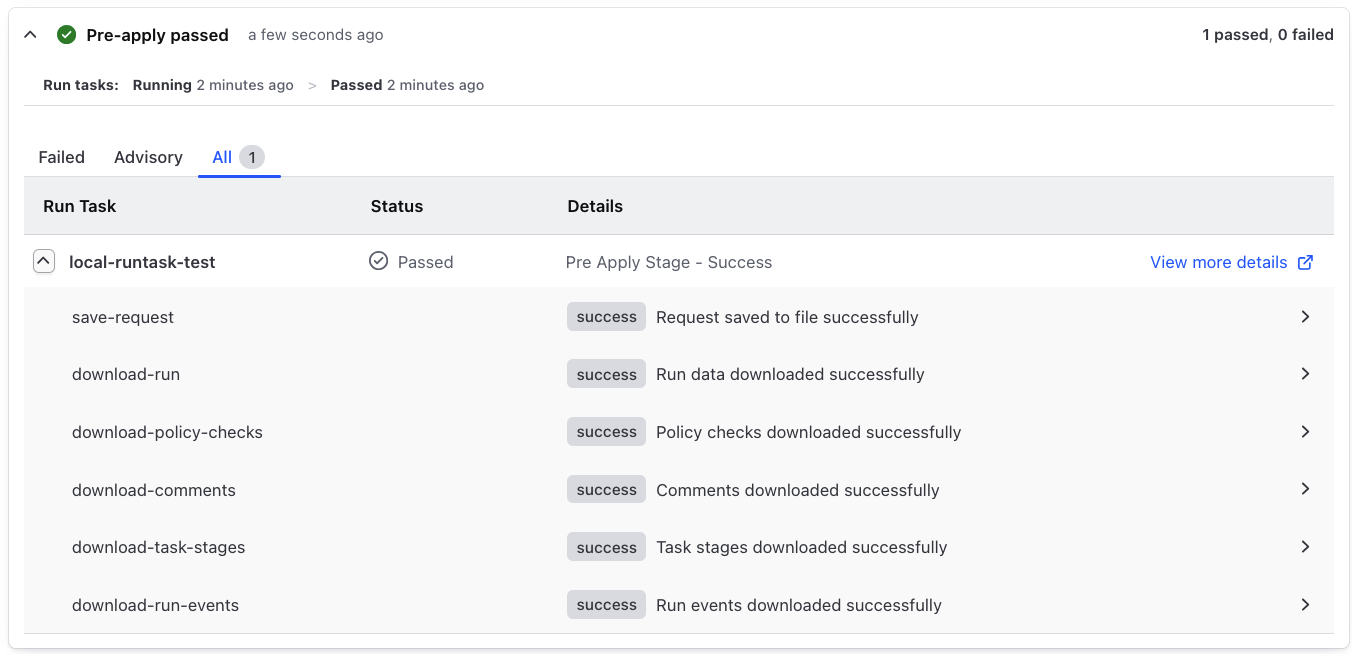 Pre-apply passed a few seconds ago 1 passed, 0 failed
Run tasks: Running 2 minutes ago > Passed 2 minutes ago
Failed Advisory All 1
Run Task Status Details
local-runtask-test Passed Pre Apply Stage - Success View more details
save-request success Request saved to file successfully
download-run success Run data downloaded successfully
download-policy-checks success Policy checks downloaded successfully
download-comments success Comments downloaded successfully
download-task-stages success Task stages downloaded successfully
download-run-events success Run events downloaded successfully